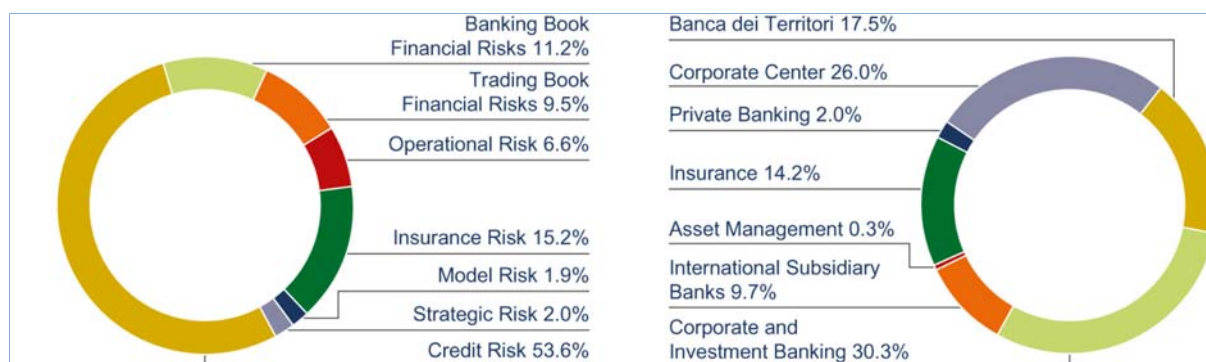 Banking Book
Financial Risks 11.2%
Trading Book
Financial Risks 9.5%
Operational Risk 6.6%
Insurance Risk 15.2%
Model Risk 1.9%
Strategic Risk 2.0%
Credit Risk 53.6%
Banca dei Territori 17.5%
Corporate Center 26.0%
Private Banking 2.0%
Insurance 14.2%
Asset Management 0.3%
International Subsidiary
Banks 9.7%
Corporate and
Investment Banking 30.3%